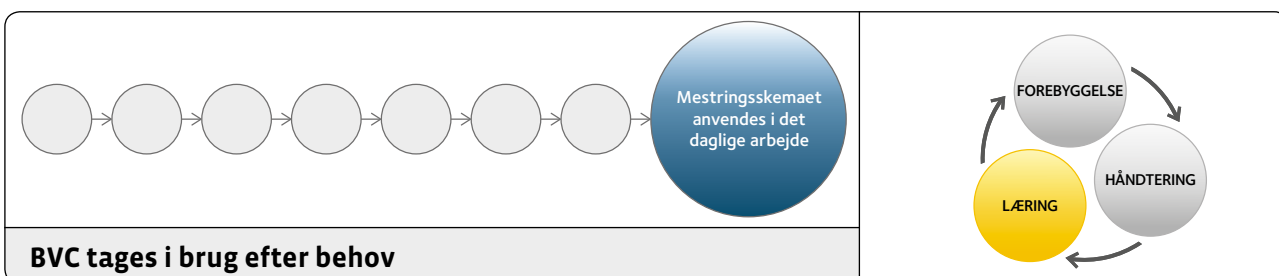 Mestringsskemaet
anvendes i det
daglige arbejde
BVC tages i brug efter behov
FOREBYGGELSE
HÅNDTERING
LÆRING